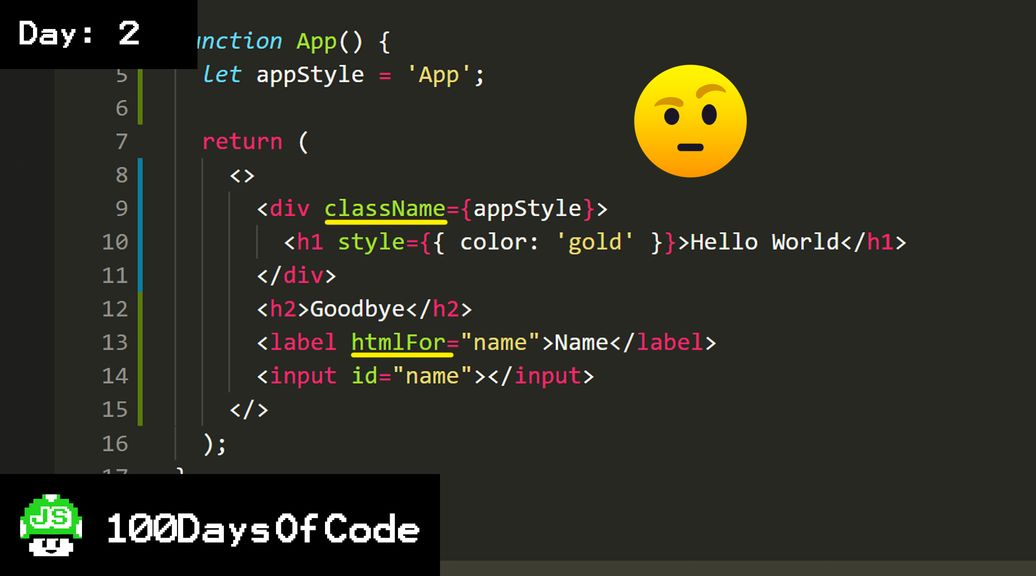 Day: 2
unction App() {
5 let appStyle = 'App';
6
7 return (
8 <>
9 <div className={appStyle}>
10 <h1 style={{ color: 'gold' }}>Hello World</h1>
11 </div>
12 <h2>Goodbye</h2>
13 <label htmlFor="name">Name</label>
14 <input id="name"></input>
15 </>
16 );
17 }
JS
100DaysOfCode